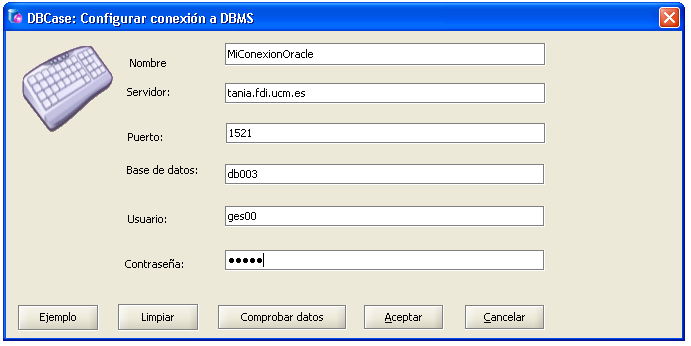 DBCase: Configurar conexión a DBMS
Nombre MiConexionOracle
Servidor: tania.fdi.ucm.es
Puerto: 1521
Base de datos: db003
Usuario: ges00
Contraseña: •••••
Ejemplo Limpiar Comprobar datos Aceptar Cancelar